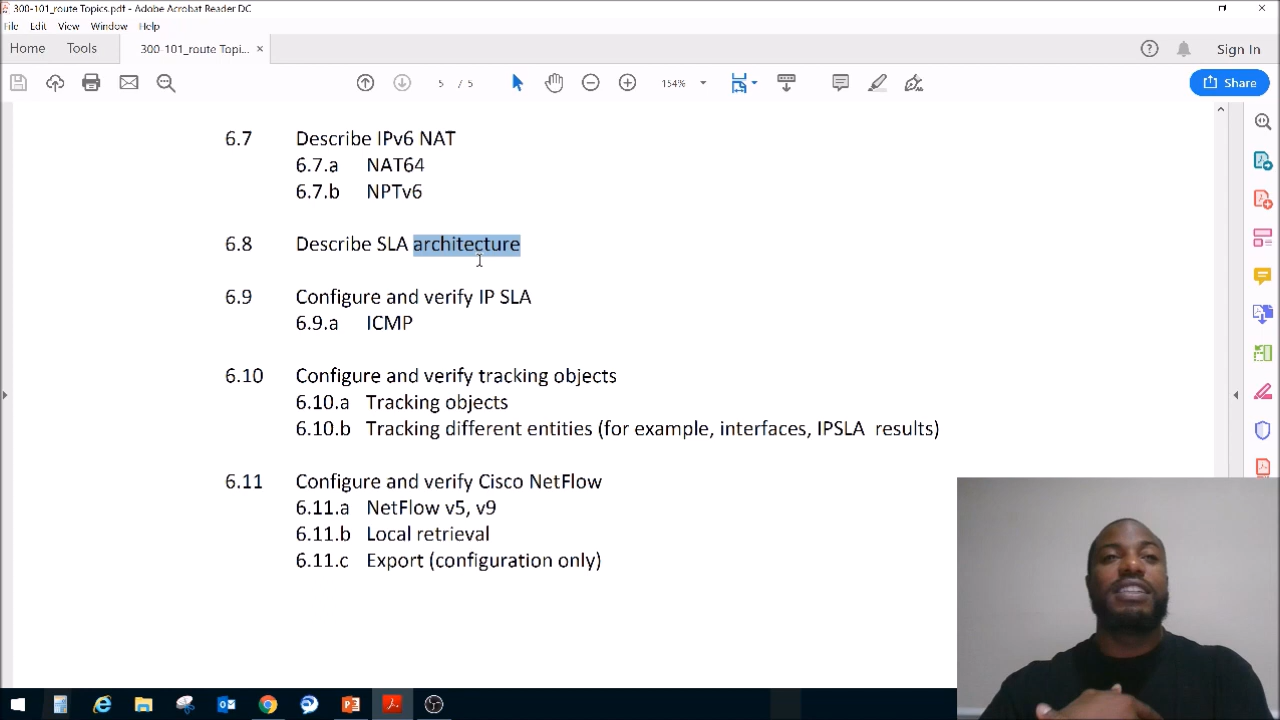 300-101_route Topics.pdf - Adobe Acrobat Reader DC
File Edit View Window Help
Home Tools 300-101_route Topi... × Sign In
5 / 5 154% Share
6.7 Describe IPv6 NAT
6.7.a NAT64
6.7.b NPTv6
6.8 Describe SLA architecture
6.9 Configure and verify IP SLA
6.9.a ICMP
6.10 Configure and verify tracking objects
6.10.a Tracking objects
6.10.b Tracking different entities (for example, interfaces, IPSLA results)
6.11 Configure and verify Cisco NetFlow
6.11.a NetFlow v5, v9
6.11.b Local retrieval
6.11.c Export (configuration only)